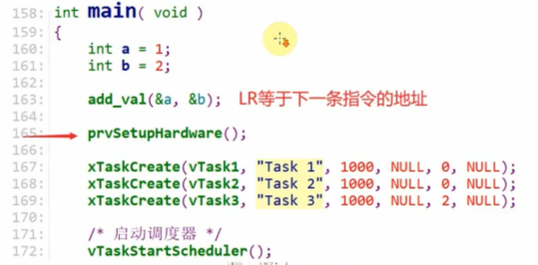 158: int main( void )
159: {
160: int a = 1;
161: int b = 2;
162:
163: add_val(&a, &b); LR等于下一条指令的地址
164:
165: prvSetupHardware();
166:
167: xTaskCreate(vTask1, "Task 1", 1000, NULL, 0, NULL);
168: xTaskCreate(vTask2, "Task 2", 1000, NULL, 0, NULL);
169: xTaskCreate(vTask3, "Task 3", 1000, NULL, 2, NULL);
170:
171: /* 启动调度器 */
172: vTaskStartScheduler();